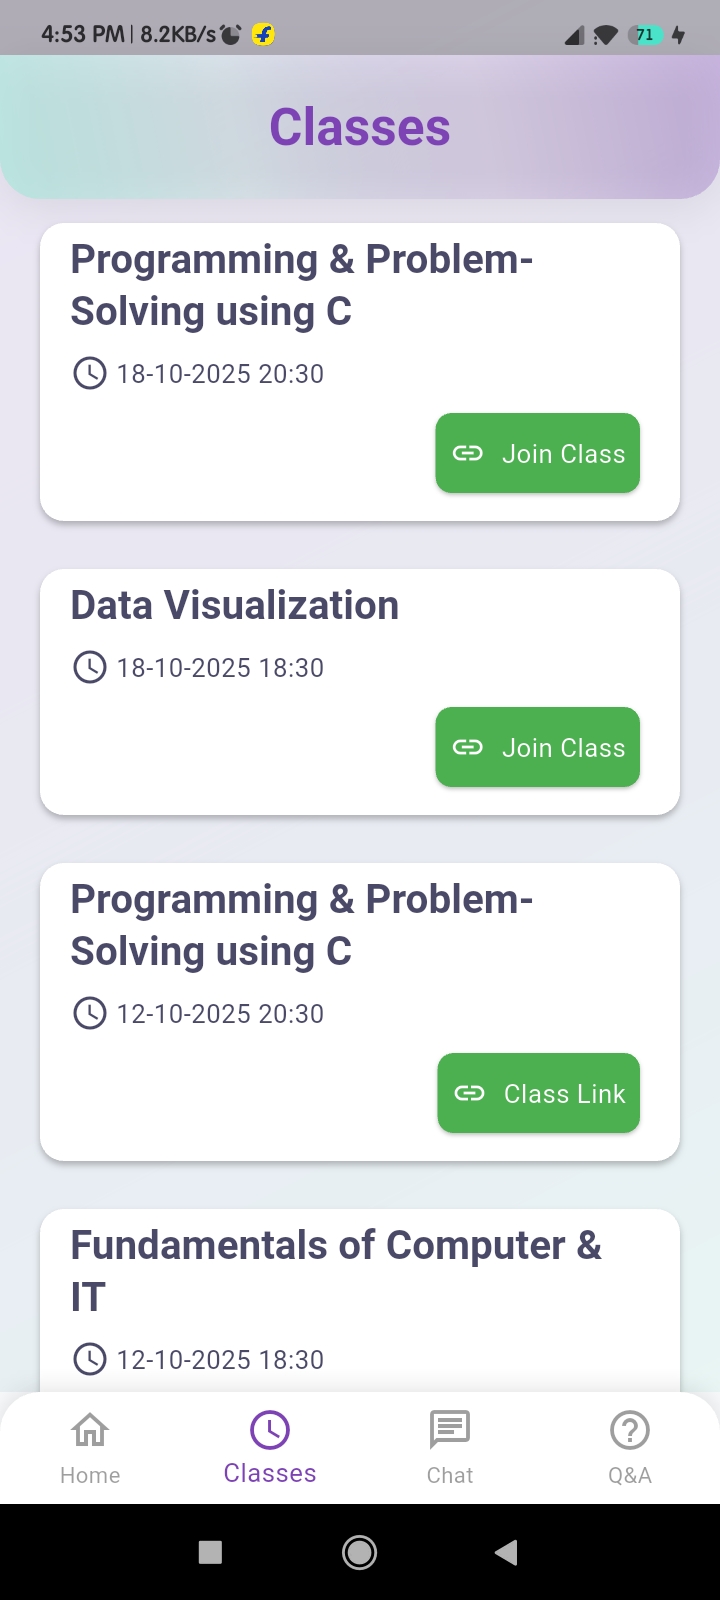 4:53 PM | 8.2KB/s
71
Classes
Programming & Problem-
Solving using C
18-10-2025 20:30
Join Class
Data Visualization
18-10-2025 18:30
Join Class
Programming & Problem-
Solving using C
12-10-2025 20:30
Class Link
Fundamentals of Computer &
IT
12-10-2025 18:30
Home
Classes
Chat
Q&A